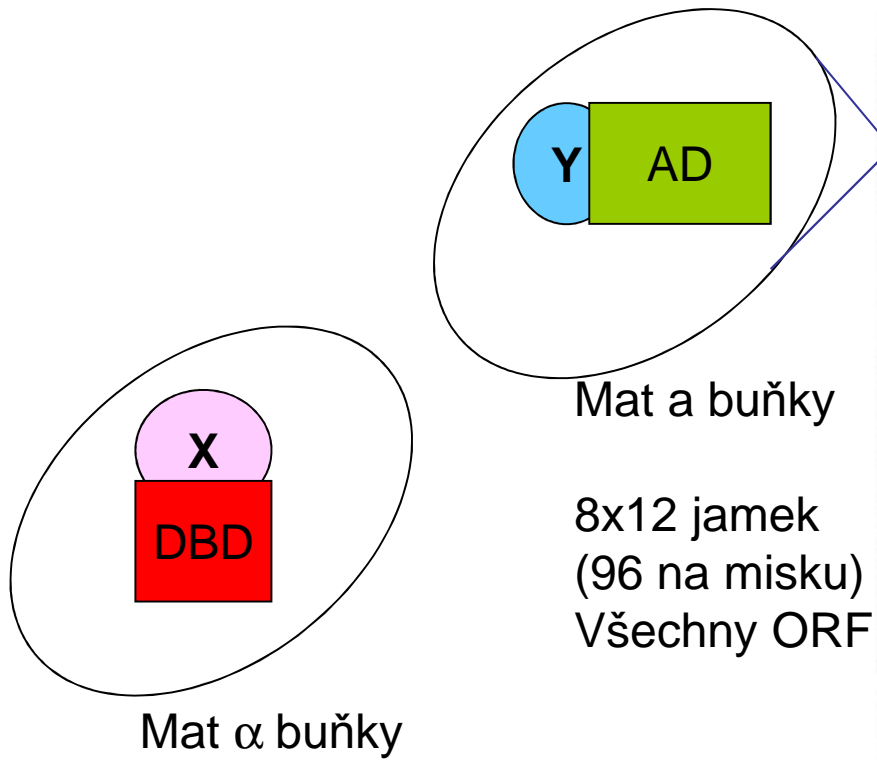 Y
AD
Mat a buňky
X
DBD
8x12 jamek
(96 na misku)
Všechny ORF
Mat α buňky